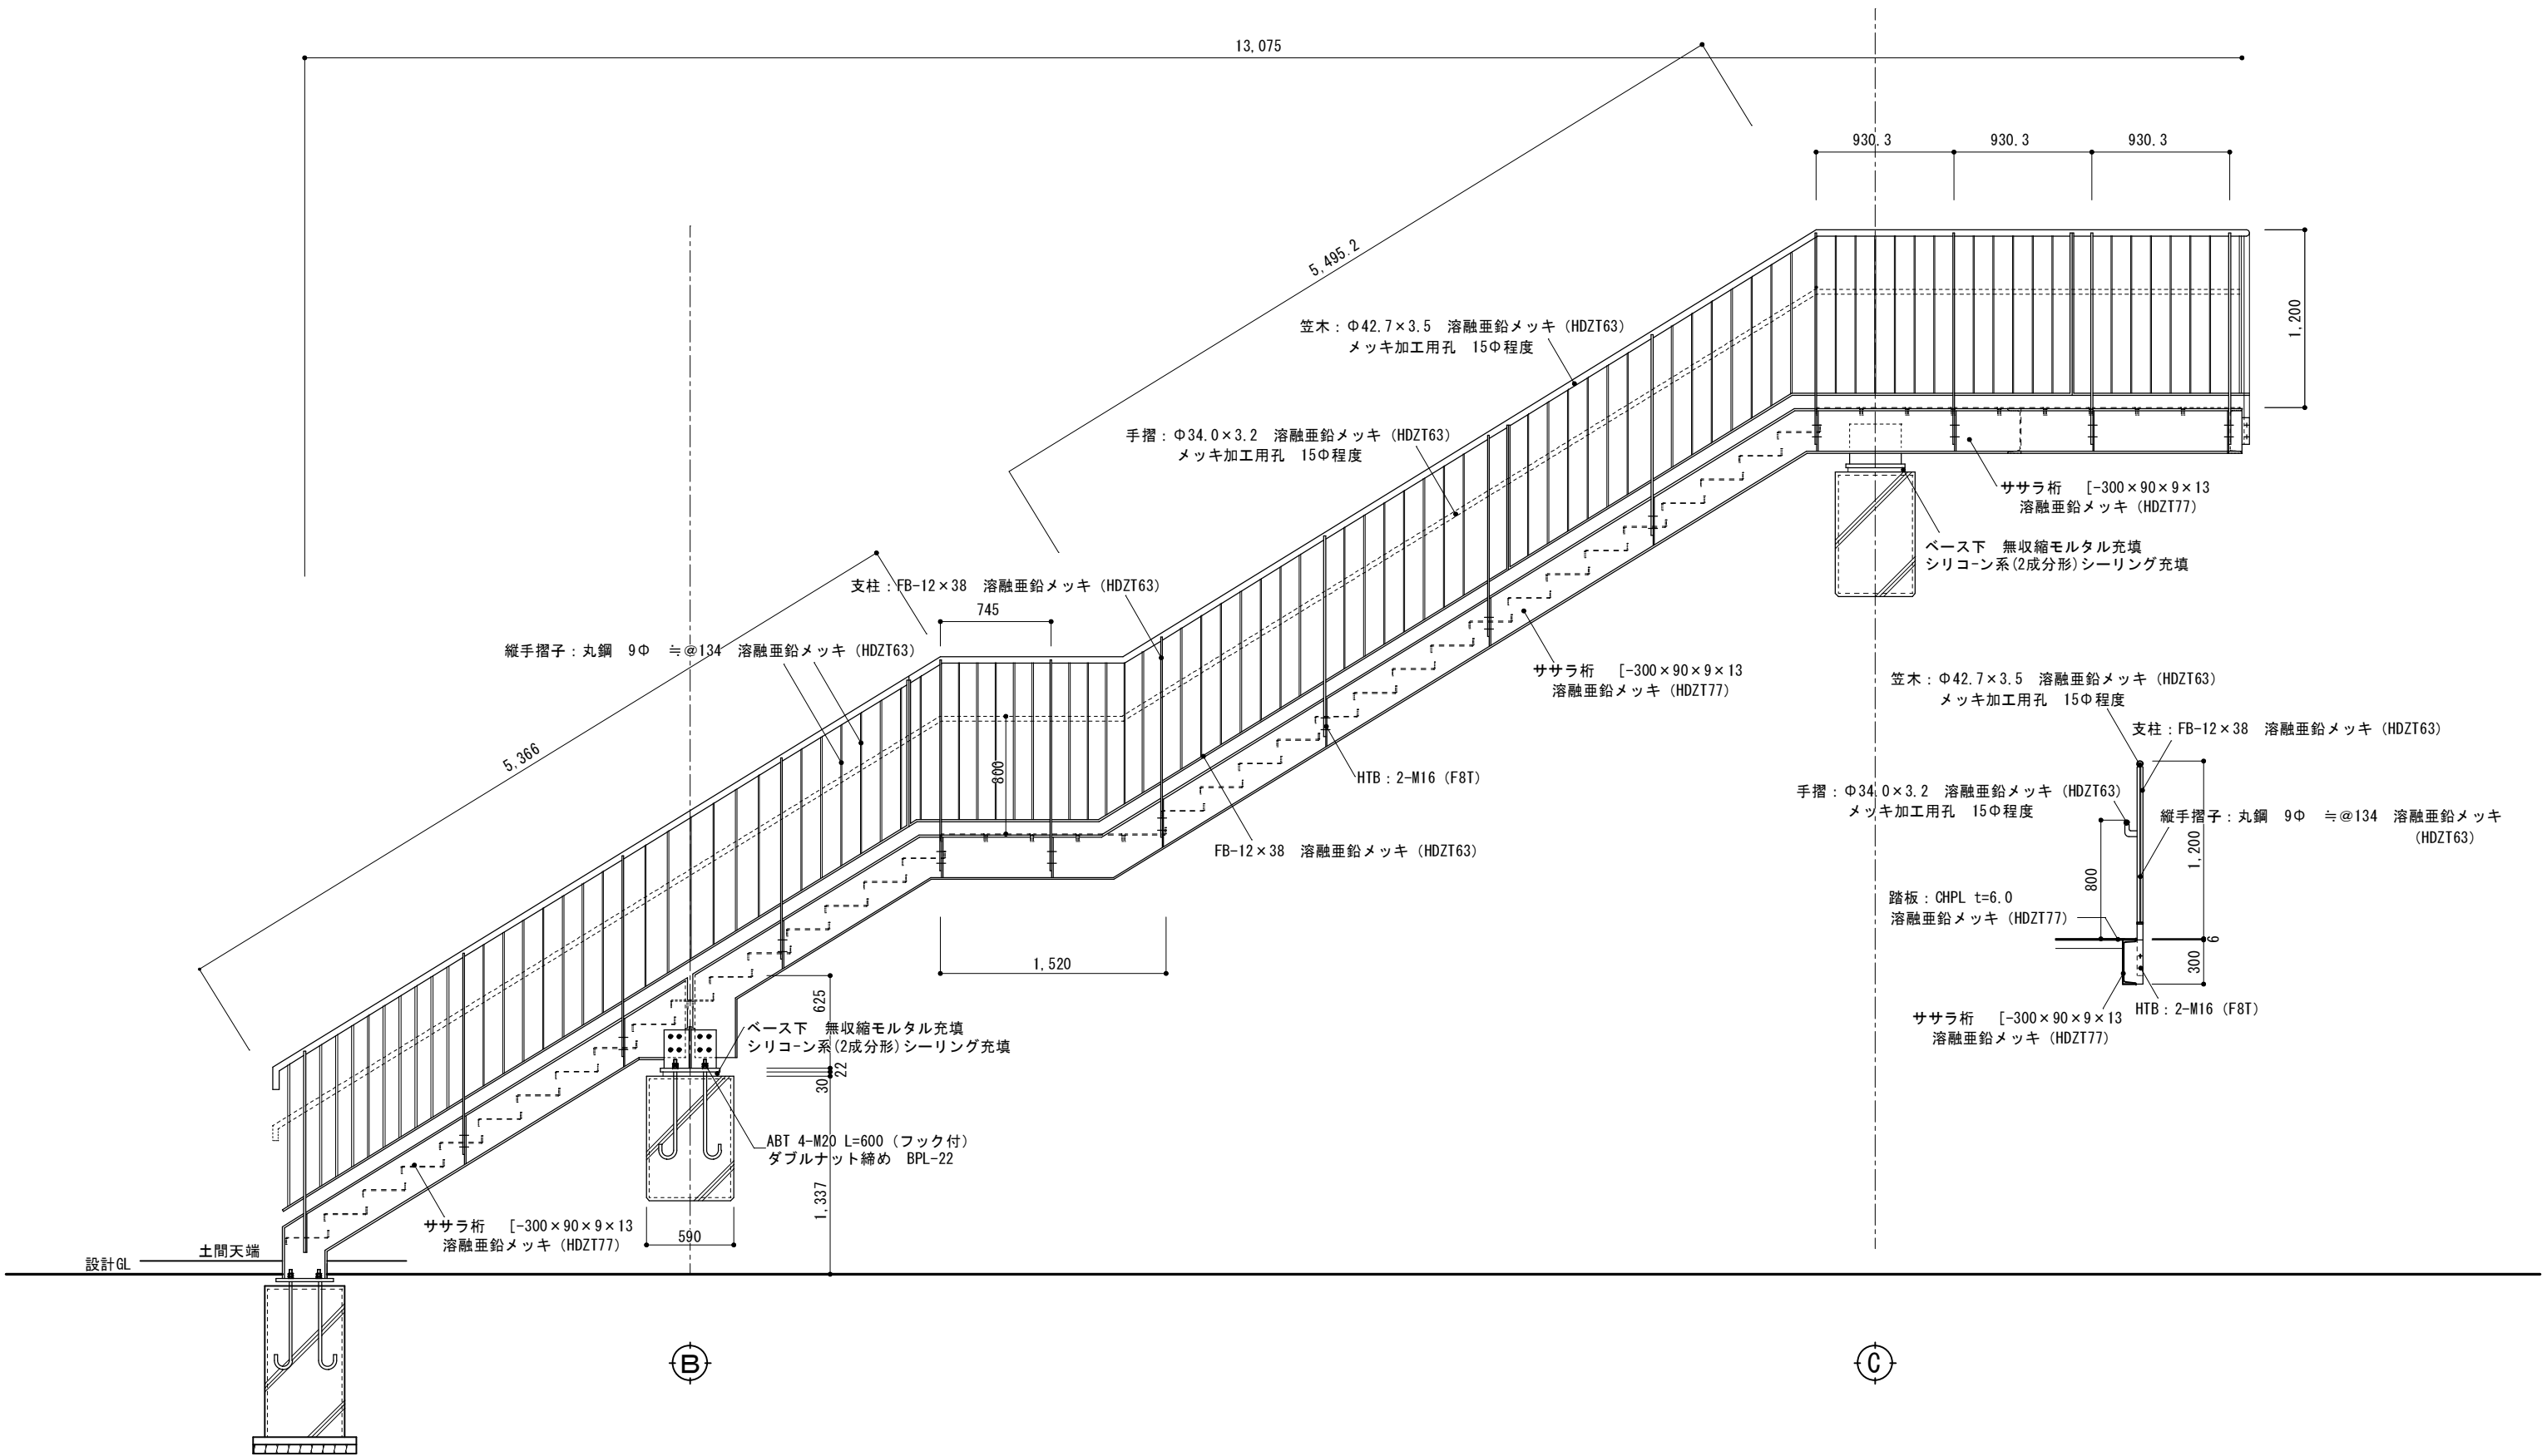 13,075
930.3
930.3
930.3
5,495.2
1,200
笠木：Φ42.7×3.5　溶融亜鉛メッキ（HDZT63）
メッキ加工用孔　15Φ程度
手摺：Φ34.0×3.2　溶融亜鉛メッキ（HDZT63）
メッキ加工用孔　15Φ程度
ササラ桁　[-300×90×9×13
溶融亜鉛メッキ（HDZT77）
ベース下　無収縮モルタル充填
シリコーン系(2成分形)シーリング充填
支柱：FB-12×38　溶融亜鉛メッキ（HDZT63）
745
縦手摺子：丸鋼　9Φ　≒@134　溶融亜鉛メッキ（HDZT63）
ササラ桁　[-300×90×9×13
溶融亜鉛メッキ（HDZT77）
5,366
800
HTB：2-M16（F8T）
FB-12×38　溶融亜鉛メッキ（HDZT63）
1,520
625
22
30
1,337
ベース下　無収縮モルタル充填
シリコーン系(2成分形)シーリング充填
ABT 4-M20 L=600（フック付）
ダブルナット締め　BPL-22
590
ササラ桁　[-300×90×9×13
溶融亜鉛メッキ（HDZT77）
土間天端
設計GL
笠木：Φ42.7×3.5　溶融亜鉛メッキ（HDZT63）
メッキ加工用孔　15Φ程度
支柱：FB-12×38　溶融亜鉛メッキ（HDZT63）
手摺：Φ34.0×3.2　溶融亜鉛メッキ（HDZT63）
メッキ加工用孔　15Φ程度
縦手摺子：丸鋼　9Φ　≒@134　溶融亜鉛メッキ
（HDZT63）
1,200
800
踏板：CHPL t=6.0
溶融亜鉛メッキ（HDZT77）
6
300
HTB：2-M16（F8T）
ササラ桁　[-300×90×9×13
溶融亜鉛メッキ（HDZT77）
B
C